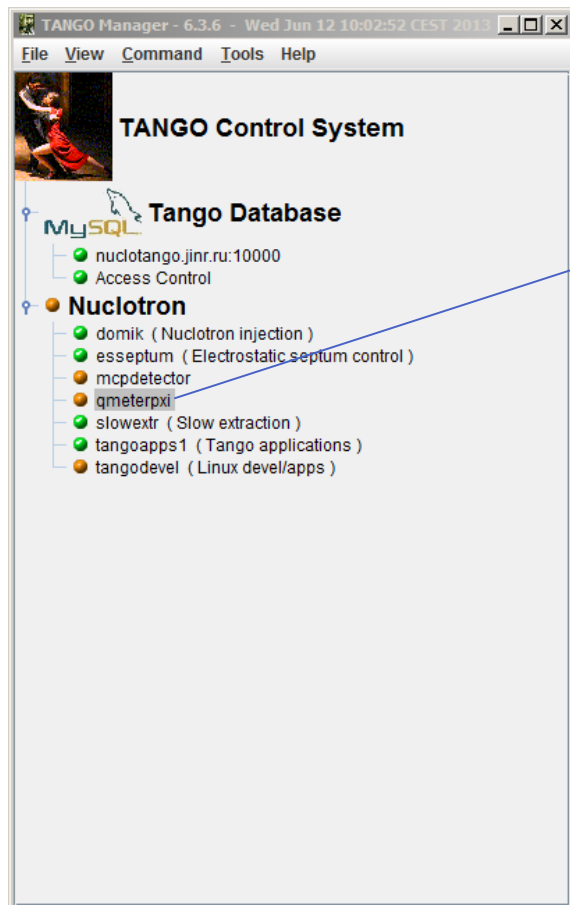 TANGO Manager - 6.3.6 - Wed Jun 12 10:02:52 CEST 2013
File View Command Tools Help
TANGO Control System
MySQL Tango Database
nuclotango.jinr.ru:10000
Access Control
Nuclotron
domik ( Nuclotron injection )
esseptum ( Electrostatic septum control )
mcpdetector
qmeterpxi
slowextr ( Slow extraction )
tangoapps1 ( Tango applications )
tangodevel ( Linux devel/apps )